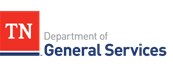 TN
Department of
General Services